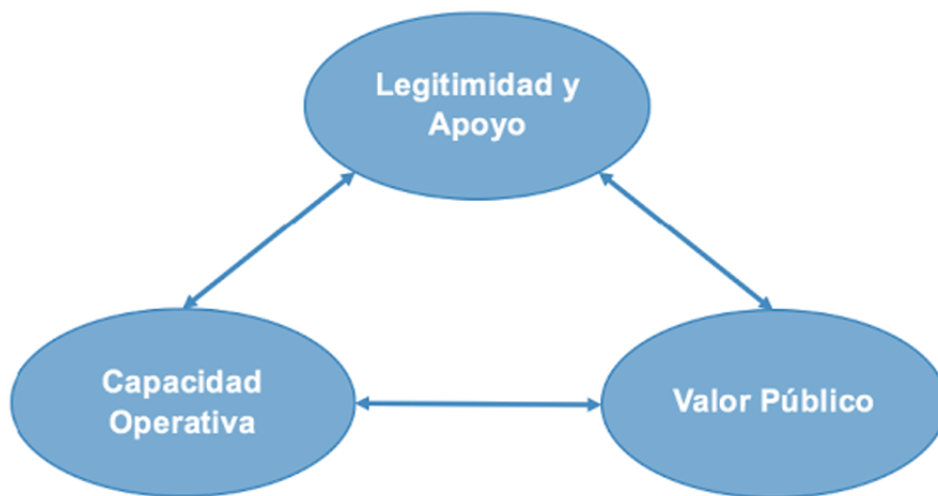 Legitimidad y
Apoyo
Capacidad
Operativa
Valor Público